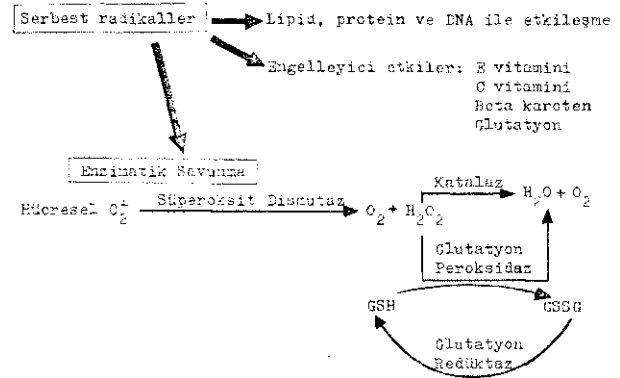 Serbest radikaller
Lipid, protein ve DNA ile etkileşme
Engelleyici etkiler: E vitamini
C vitamini
Beta karoten
Glutatyon
Enzimatik Savunma
Hücresel O₂⁻ Süperoksit Dismutaz O₂ + H₂O₂
Katalaz
H₂O + O₂
Glutatyon
Peroksidaz
GSH GSSG
Glutatyon
Redüktaz